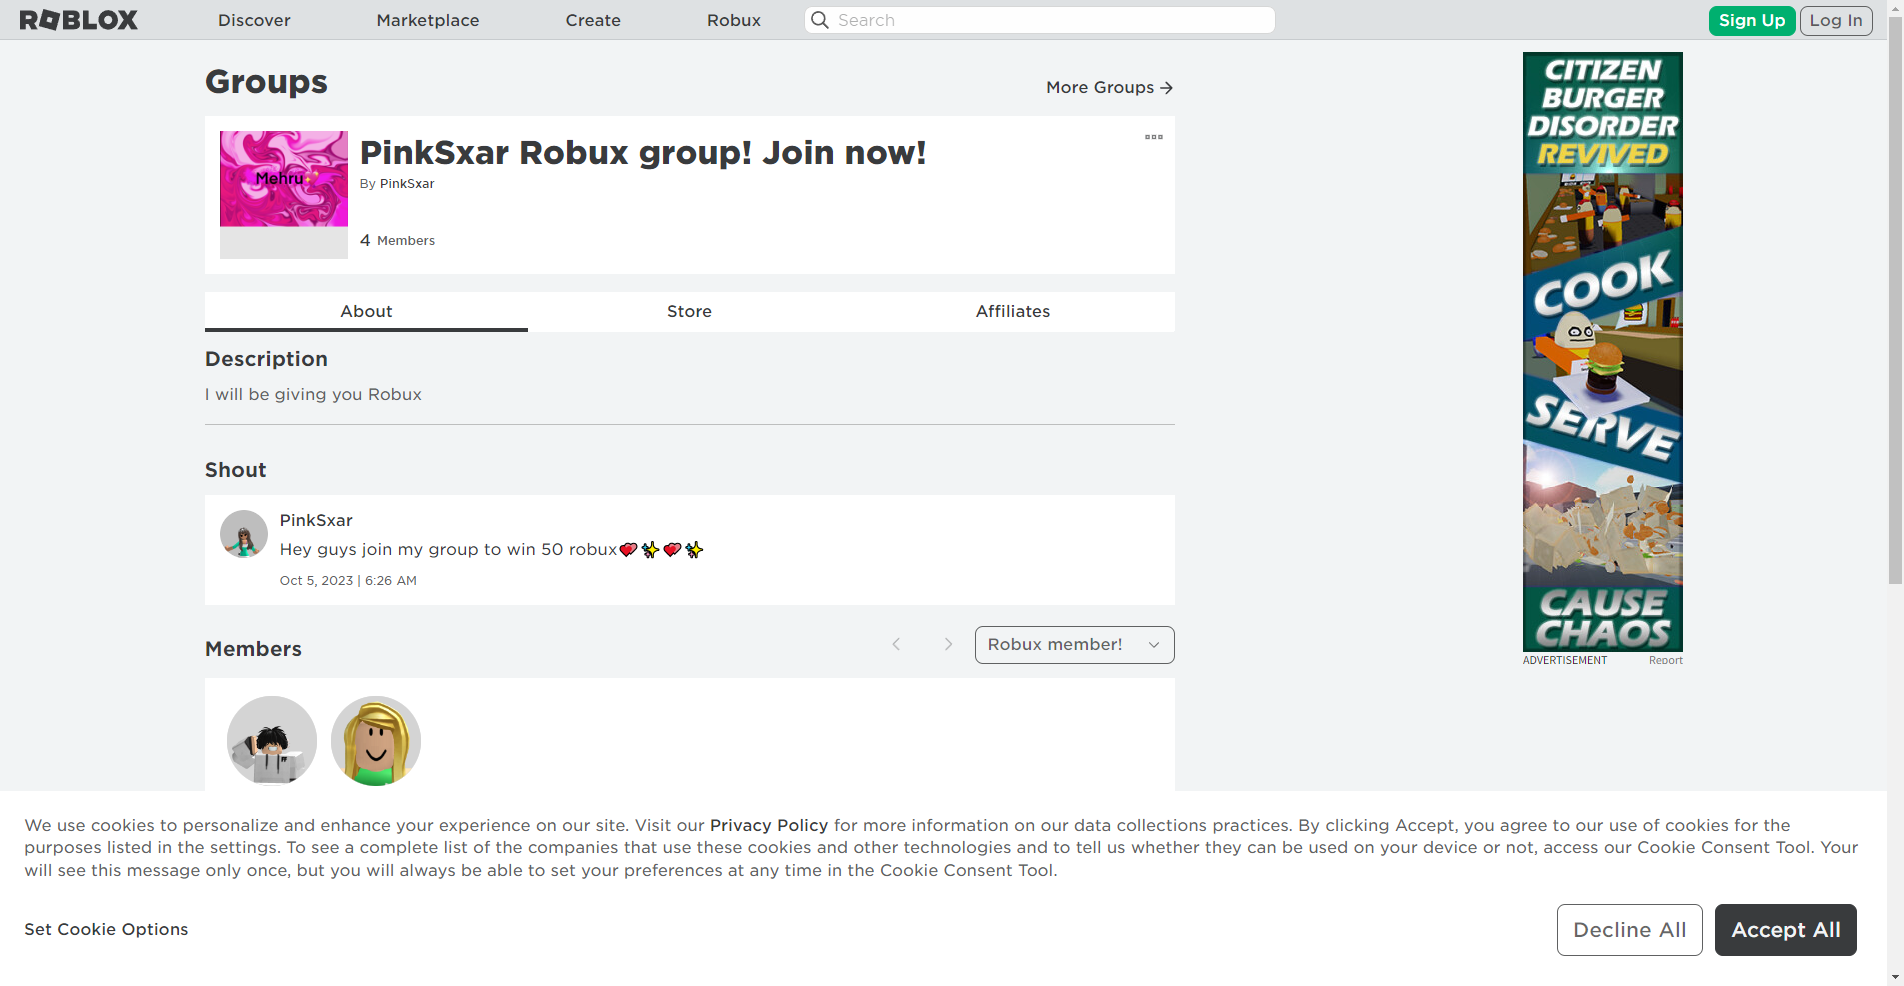 ROBLOX
Discover
Marketplace
Create
Robux
Search
Sign Up
Log In
Groups
More Groups
PinkSxar Robux group! Join now!
Mehru
By PinkSxar
4 Members
About
Store
Affiliates
Description
I will be giving you Robux
Shout
PinkSxar
Hey guys join my group to win 50 robux💖✨💖✨
Oct 5, 2023 | 6:26 AM
Members
Robux member!
CITIZEN
BURGER
DISORDER
REVIVED
COOK
SERVE
CAUSE
CHAOS
ADVERTISEMENT
Report
We use cookies to personalize and enhance your experience on our site. Visit our Privacy Policy for more information on our data collections practices. By clicking Accept, you agree to our use of cookies for the
purposes listed in the settings. To see a complete list of the companies that use these cookies and other technologies and to tell us whether they can be used on your device or not, access our Cookie Consent Tool. Your
will see this message only once, but you will always be able to set your preferences at any time in the Cookie Consent Tool.
Set Cookie Options
Decline All
Accept All